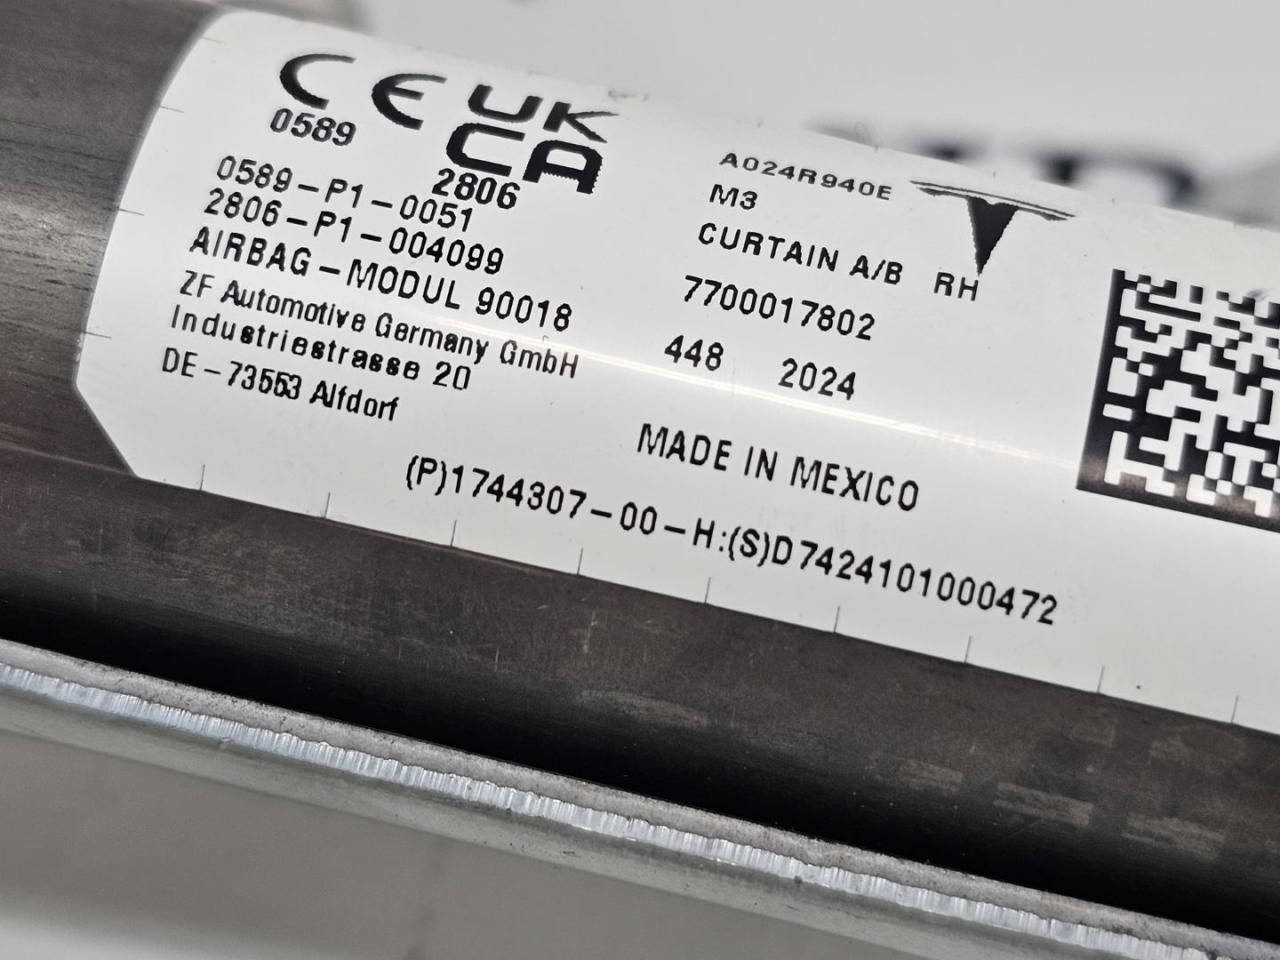 CE UK
CA
0589
2806
0589-P1-0051
2806-P1-004099
AIRBAG-MODUL 90018
ZF Automotive Germany GmbH
Industriestrasse 20
DE-73553 Alfdorf
A024R940E
M3
CURTAIN A/B RH
7700017802
448 2024
MADE IN MEXICO
(P)1744307-00-H:(S)D7424101000472